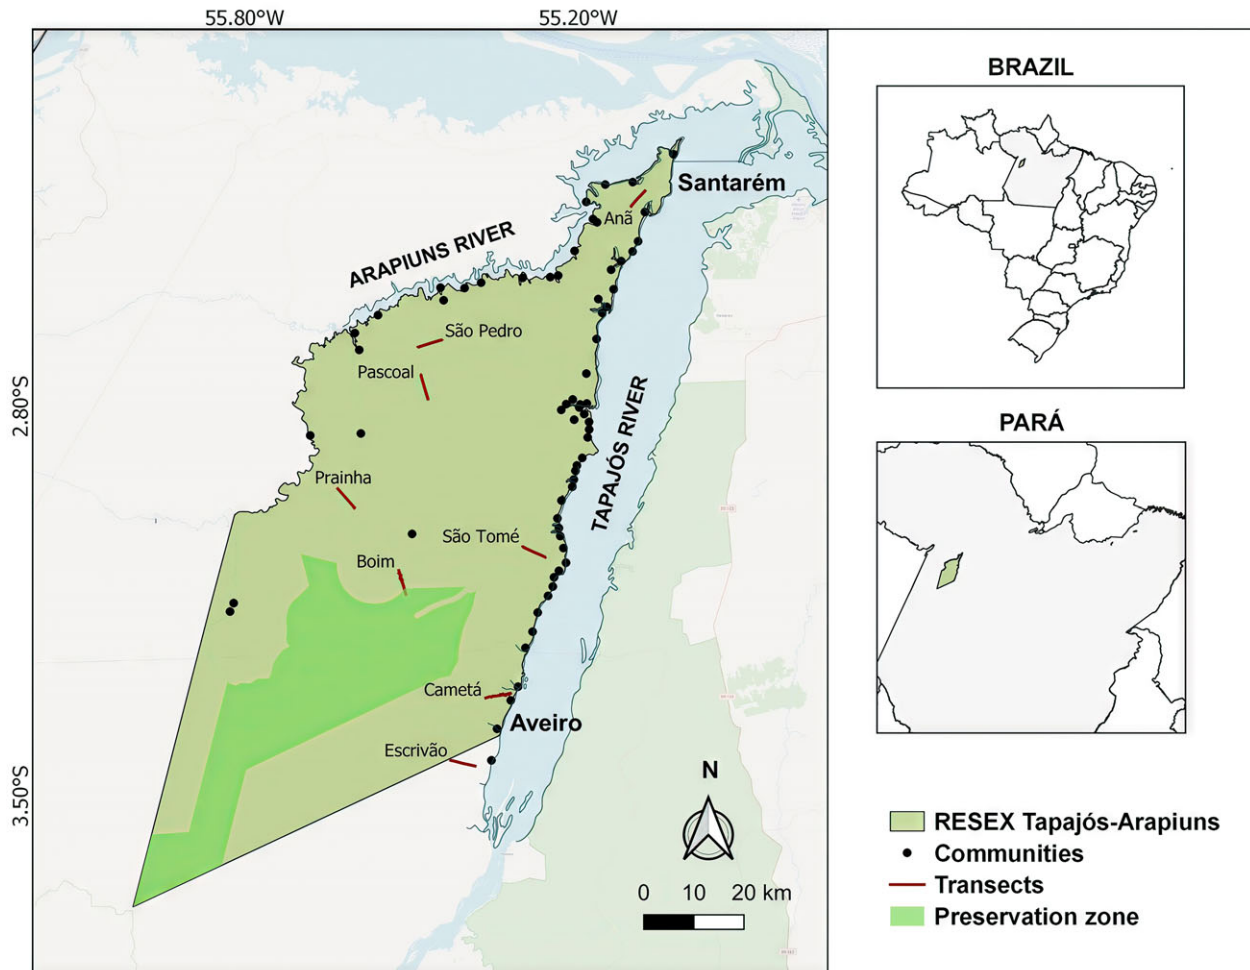 55.80°W
55.20°W
2.80°S
3.50°S
Santarém
Anã
ARAPIUNS RIVER
São Pedro
Pascoal
TAPAJÓS RIVER
Prainha
São Tomé
Boim
Cametá
Aveiro
Escrivão
N
0 10 20 km
BRAZIL
PARÁ
RESEX Tapajós-Arapiuns
Communities
Transects
Preservation zone